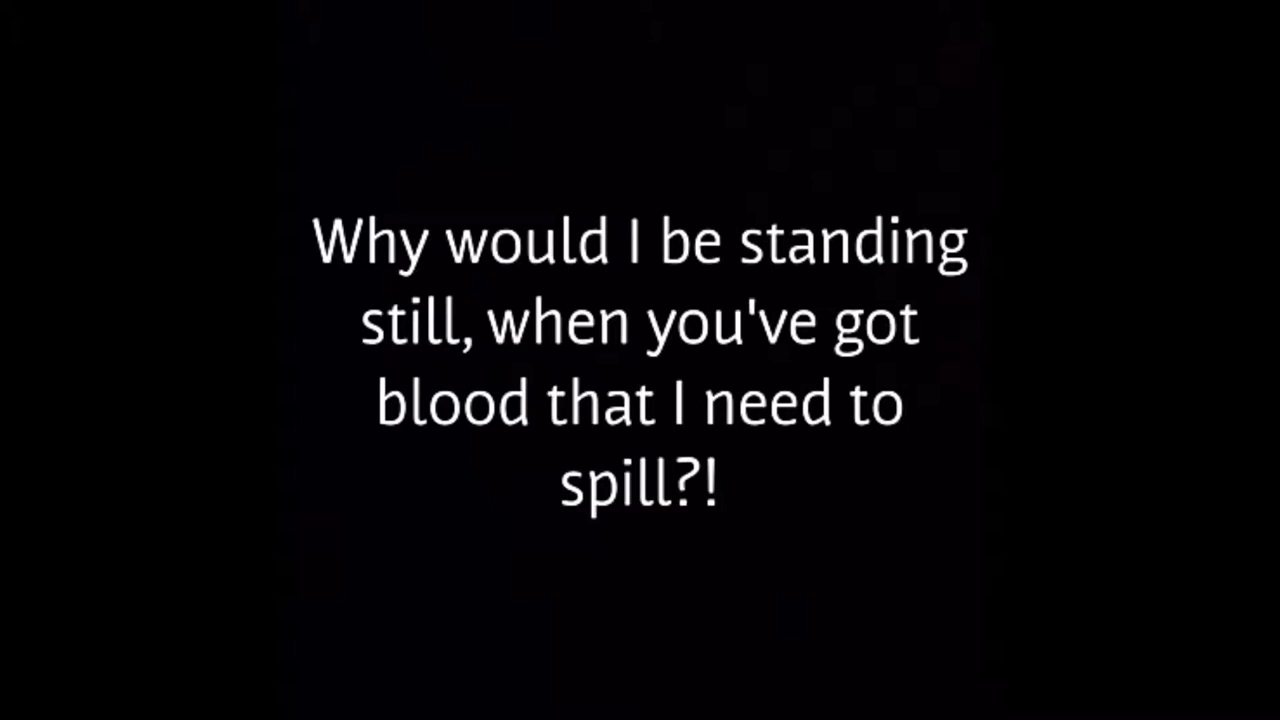 Why would I be standing
still, when you've got
blood that I need to
spill?!